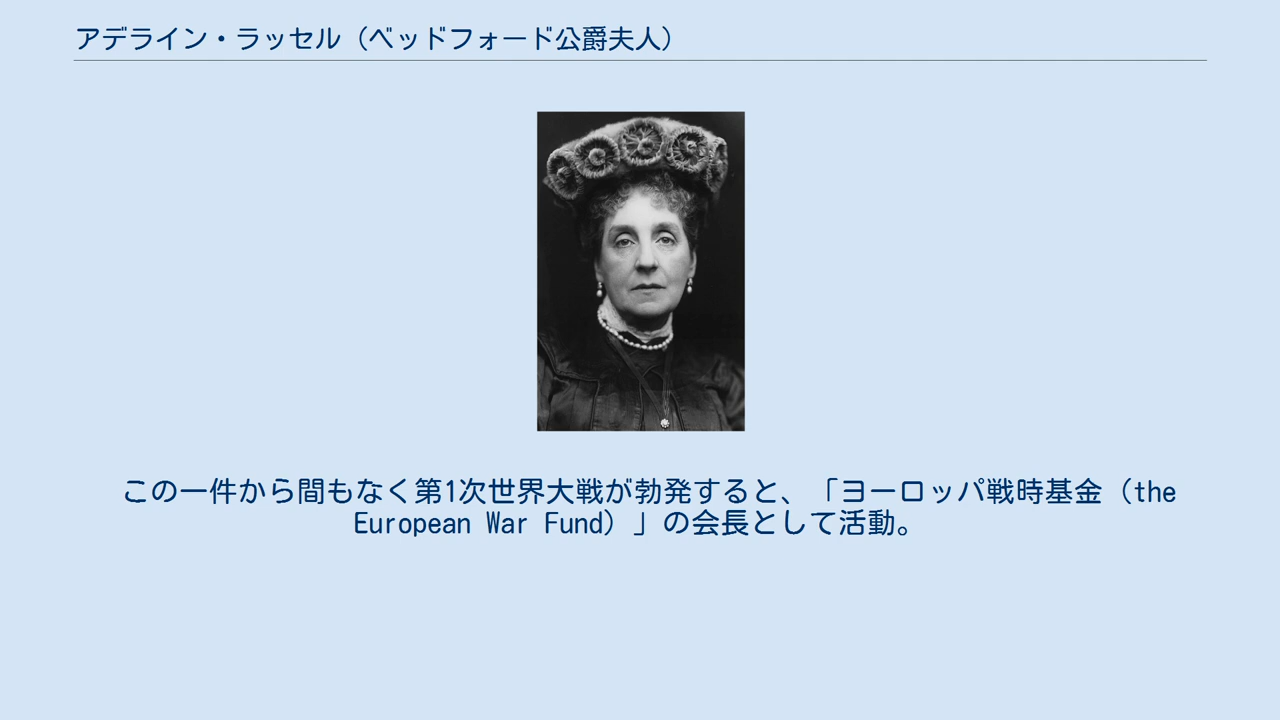 アデライン・ラッセル（ベッドフォード公爵夫人）
この一件から間もなく第1次世界大戦が勃発すると、「ヨーロッパ戦時基金（the
European War Fund）」の会長として活動。